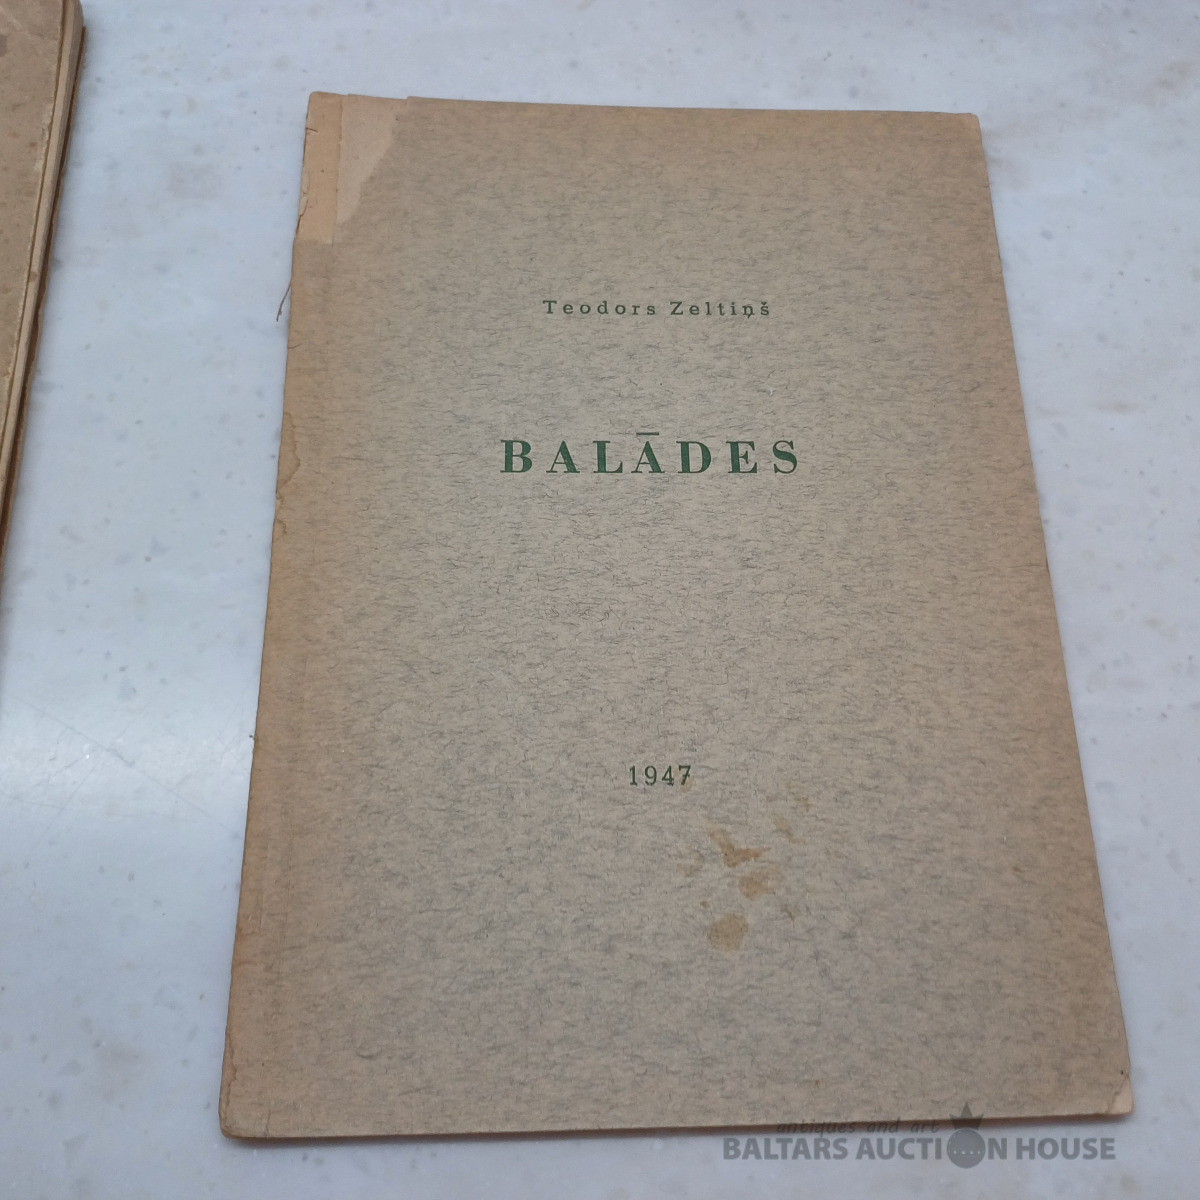 Teodors Zeltiņš
BALĀDES
1947
antiques and art
BALTARS AUCTION HOUSE